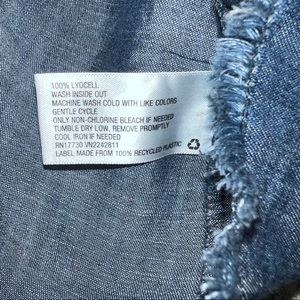 100% LYOCELL
WASH INSIDE OUT
MACHINE WASH COLD WITH LIKE COLORS
GENTLE CYCLE
ONLY NON-CHLORINE BLEACH IF NEEDED
TUMBLE DRY LOW, REMOVE PROMPTLY
COOL IRON IF NEEDED
RN17730 VN2242811
LABEL MADE FROM 100% RECYCLED PLASTIC